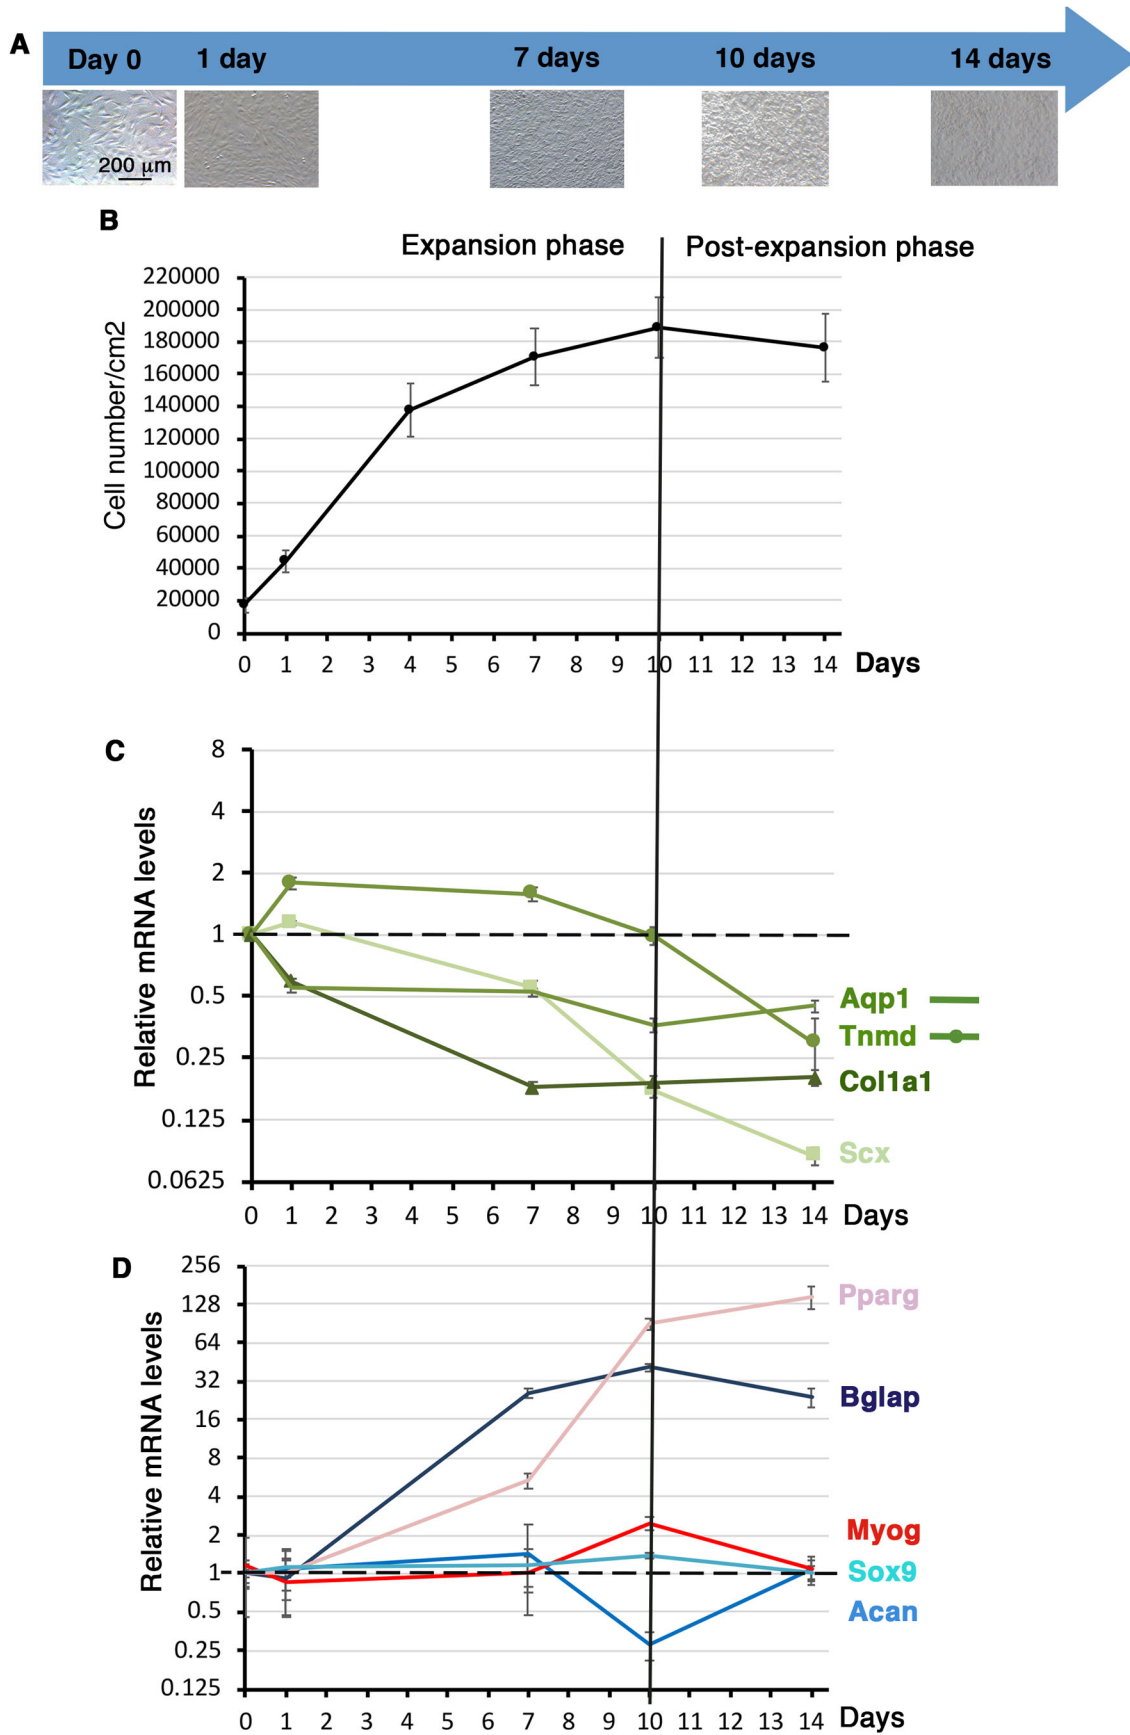 A
Day 0 1 day 7 days 10 days 14 days
200 μm
B
Expansion phase Post-expansion phase
220000
200000
180000
160000
140000
120000
100000
80000
60000
40000
20000
0
Cell number/cm2
0 1 2 3 4 5 6 7 8 9 10 11 12 13 14 Days
C
8
4
2
1
0.5
0.25
0.125
0.0625
Relative mRNA levels
Aqp1
Tnmd
Col1a1
Scx
0 1 2 3 4 5 6 7 8 9 10 11 12 13 14 Days
D
256
128
64
32
16
8
4
2
1
0.5
0.25
0.125
Relative mRNA levels
Pparg
Bglap
Myog
Sox9
Acan
0 1 2 3 4 5 6 7 8 9 10 11 12 13 14 Days